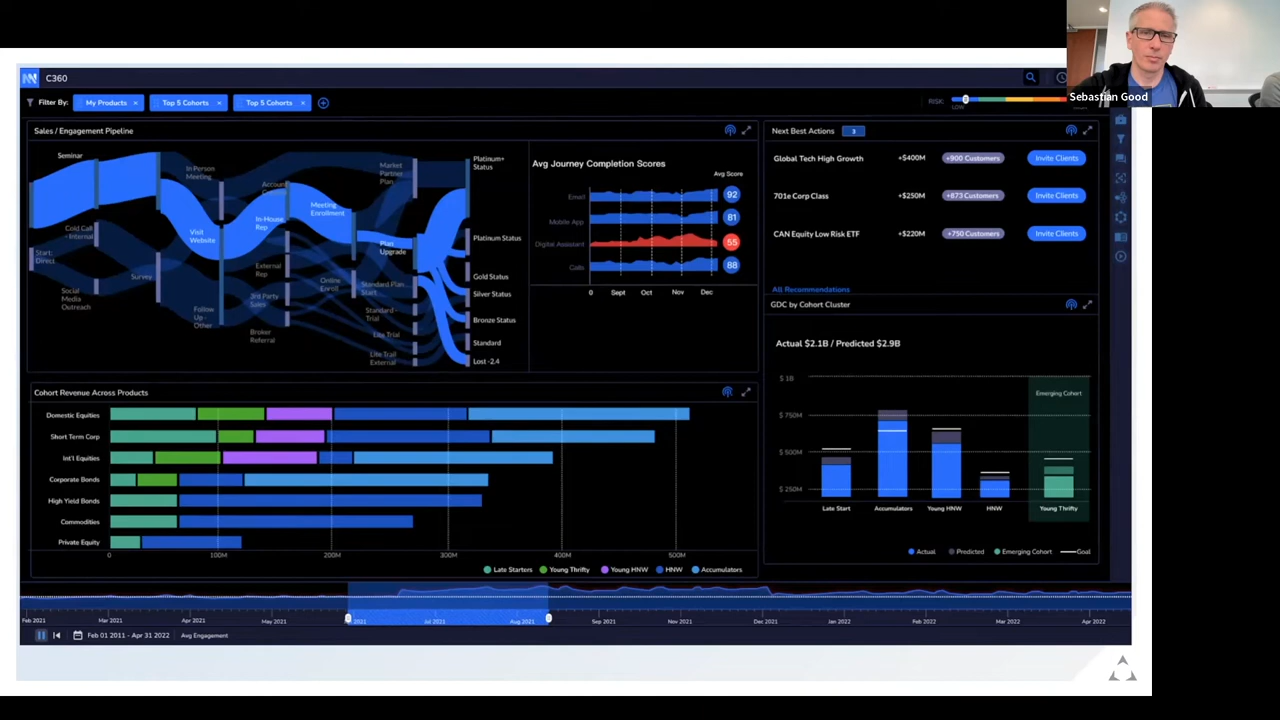 Sebastian Good
C360
Filter By:
My Products ×
Top 5 Cohorts ×
Top 5 Cohorts ×
RISK:
LOW
Sales / Engagement Pipeline
Seminar
Cold Call
- Internal
Start:
Direct
Social
Media
Outreach
Survey
In Person
Meeting
Visit
Website
Follow
Up -
Other
In-House
Rep
External
Rep
3rd Party
Sales
Broker
Referral
Meeting
Enrollment
Online
Enroll
Market
Partner
Plan
Plan
Upgrade
Standard Plan
Start
Standard -
Trial
Lite Trial
Lite Trail
External
Platinum+
Status
Platinum Status
Gold Status
Silver Status
Bronze Status
Standard
Lost -2.4
Avg Journey Completion Scores
Avg Score
Email
92
Mobile App
81
Digital Assistant
55
Calls
88
0 Sept Oct Nov Dec
Next Best Actions 3
Global Tech High Growth +$400M +900 Customers Invite Clients
701e Corp Class +$250M +873 Customers Invite Clients
CAN Equity Low Risk ETF +$220M +750 Customers Invite Clients
All Recommendations
GDC by Cohort Cluster
Actual $2.1B / Predicted $2.9B
$ 1B
$ 750M
$ 500M
$ 250M
Emerging Cohort
Late Start Accumulators Young HNW HNW Young Thrifty
Actual Predicted Emerging Cohort Goal
Cohort Revenue Across Products
Domestic Equities
Short Term Corp
Int'l Equities
Corporate Bonds
High Yield Bonds
Commodities
Private Equity
0 100M 200M 300M 400M 500M
Late Starters Young Thrifty Young HNW HNW Accumulators
Feb 2021 Mar 2021 Apr 2021 May 2021 2021 Jul 2021 Aug 2021 Sep 2021 Nov 2021 Dec 2021 Jan 2022 Feb 2022 Mar 2022 Apr 2022
Feb 01 2011 - Apr 31 2022 Avg Engagement